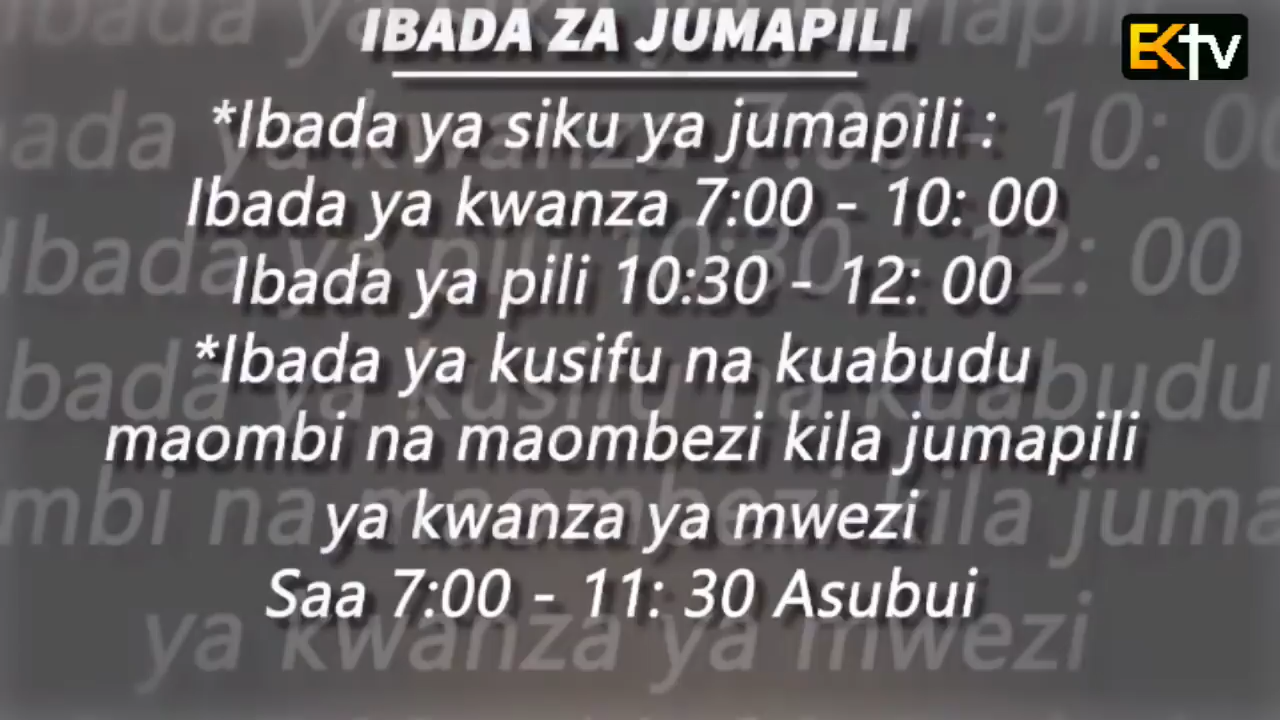 IBADA ZA JUMAPILI
EKTV
*Ibada ya siku ya jumapili :
Ibada ya kwanza 7:00 - 10: 00
Ibada ya pili 10:30 - 12: 00
*Ibada ya kusifu na kuabudu
maombi na maombezi kila jumapili
ya kwanza ya mwezi
Saa 7:00 - 11: 30 Asubui